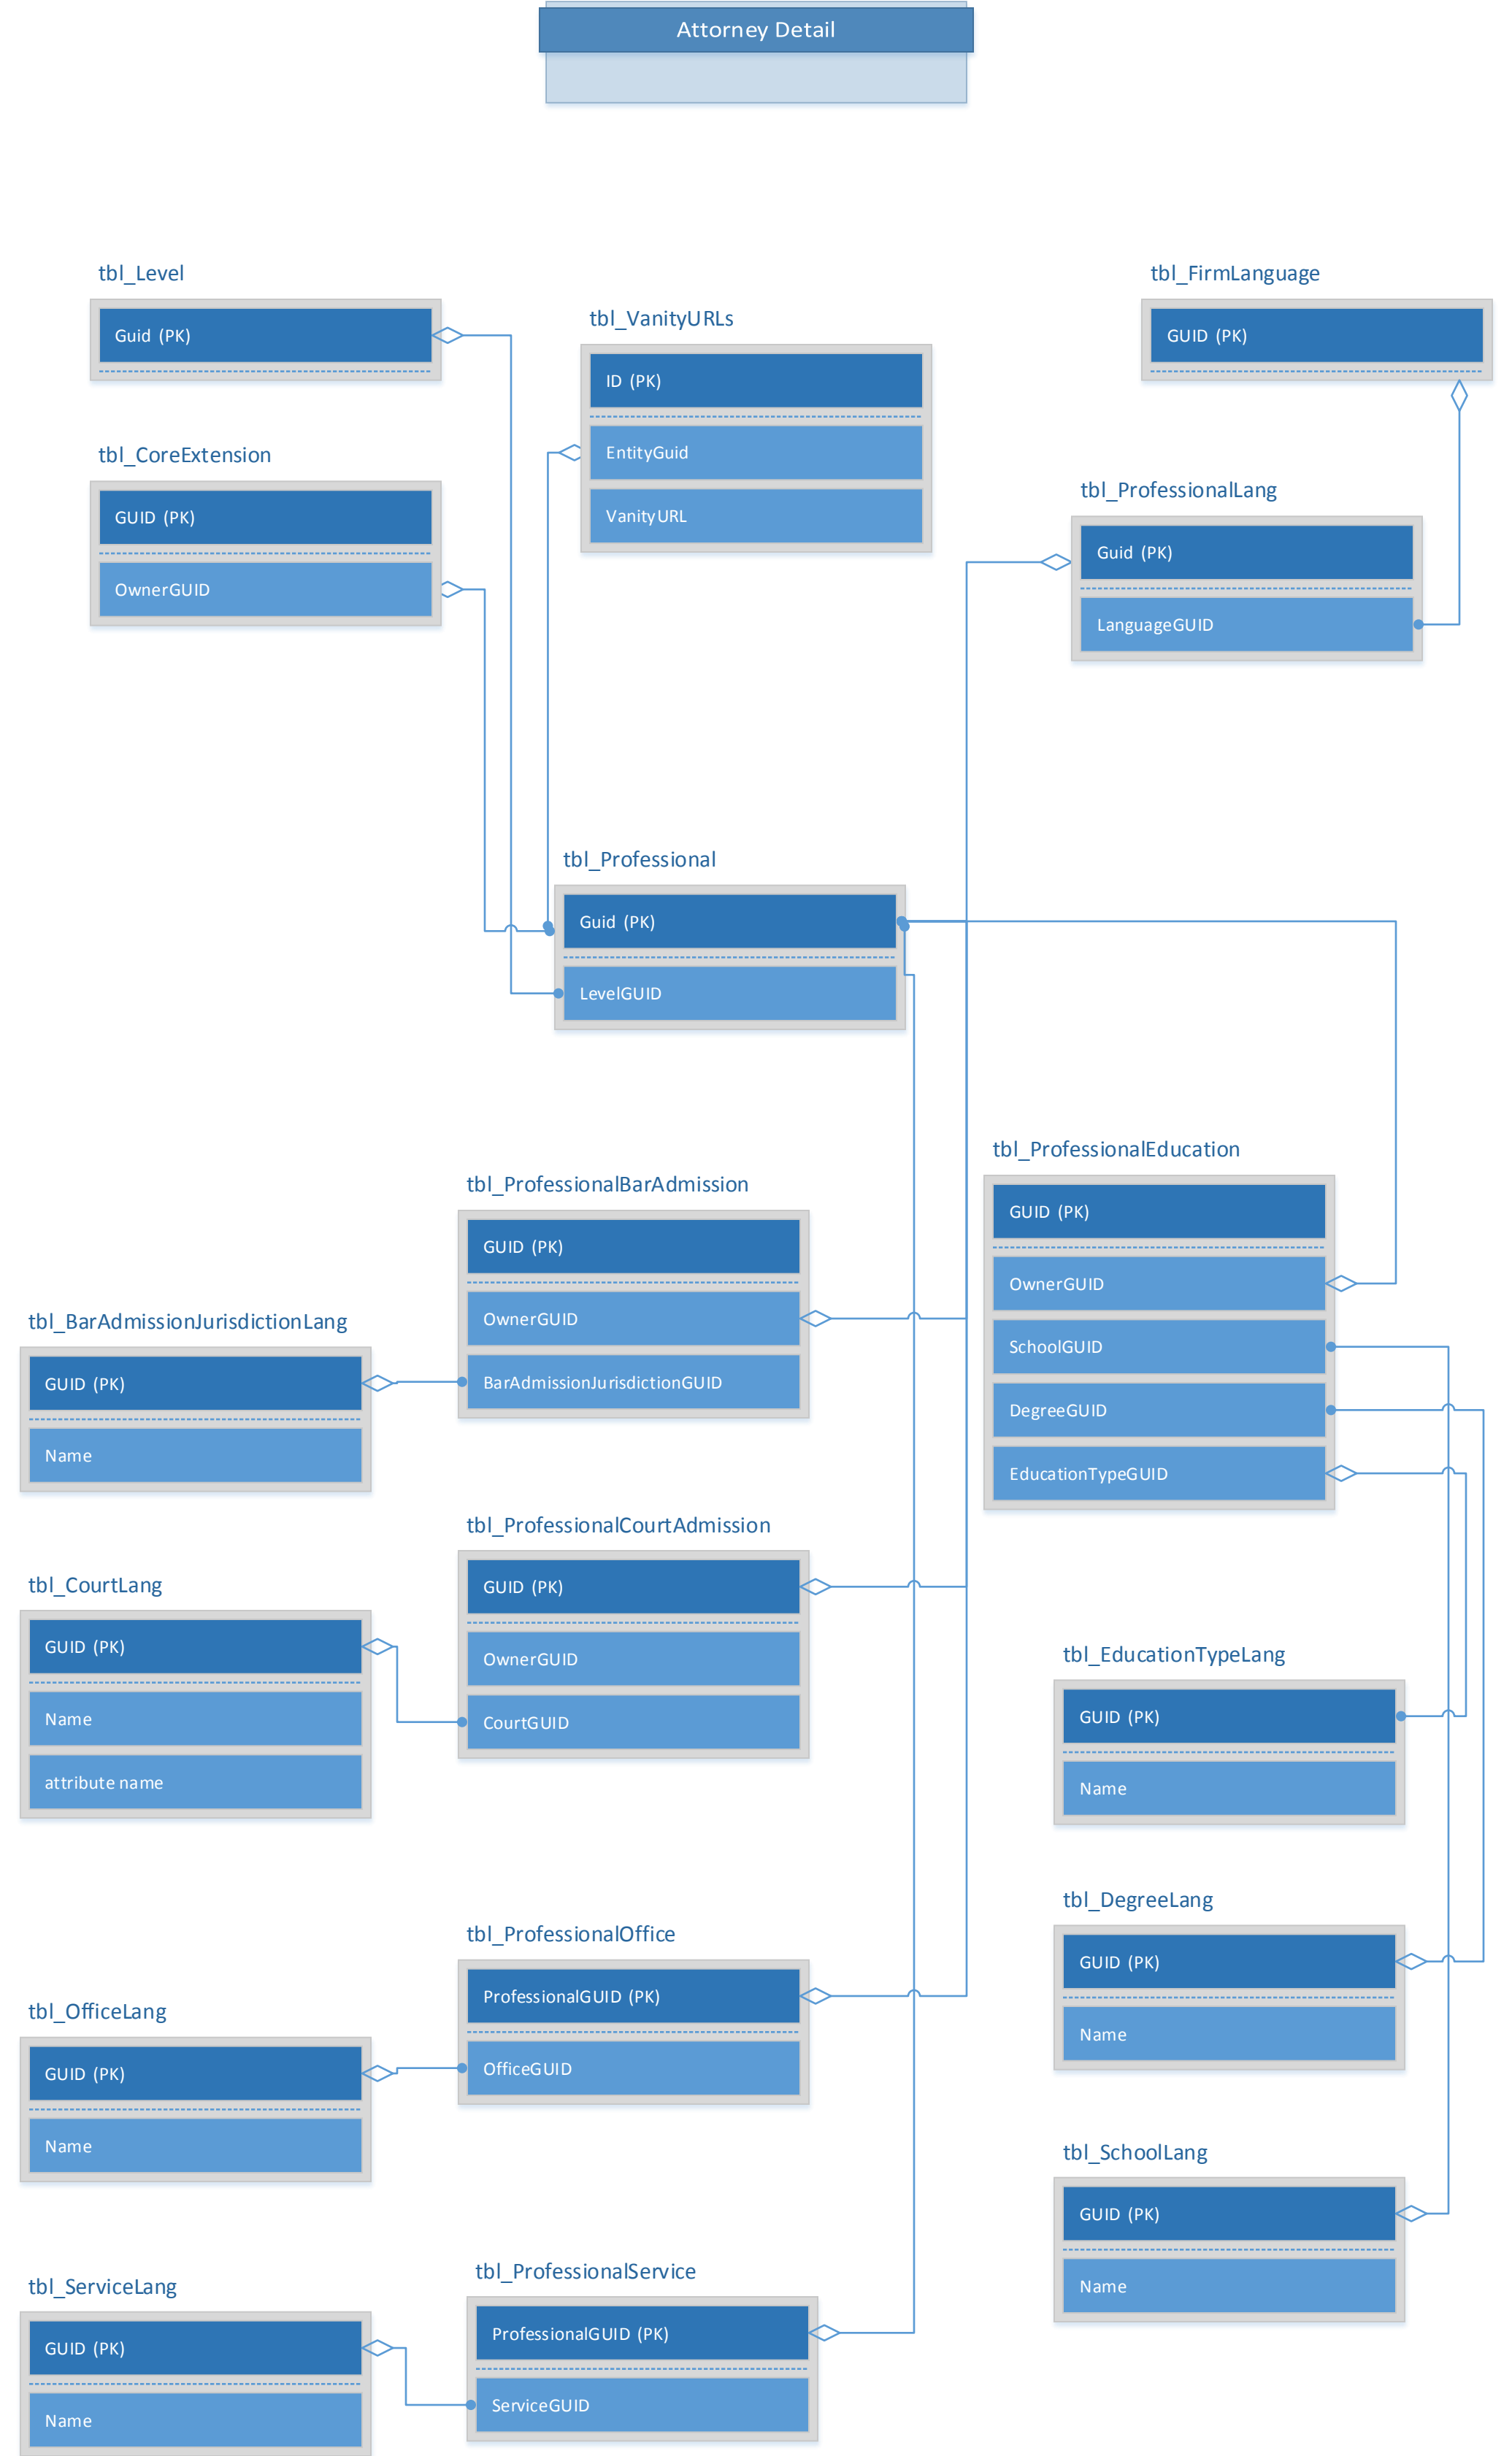 Attorney Detail
tbl_Level
Guid (PK)
tbl_VanityURLs
ID (PK)
EntityGuid
VanityURL
tbl_FirmLanguage
GUID (PK)
tbl_CoreExtension
GUID (PK)
OwnerGUID
tbl_ProfessionalLang
Guid (PK)
LanguageGUID
tbl_Professional
Guid (PK)
LevelGUID
tbl_ProfessionalEducation
GUID (PK)
OwnerGUID
SchoolGUID
DegreeGUID
EducationTypeGUID
tbl_ProfessionalBarAdmission
GUID (PK)
OwnerGUID
BarAdmissionJurisdictionGUID
tbl_BarAdmissionJurisdictionLang
GUID (PK)
Name
tbl_ProfessionalCourtAdmission
GUID (PK)
OwnerGUID
CourtGUID
tbl_CourtLang
GUID (PK)
Name
attribute name
tbl_EducationTypeLang
GUID (PK)
Name
tbl_DegreeLang
GUID (PK)
Name
tbl_ProfessionalOffice
ProfessionalGUID (PK)
OfficeGUID
tbl_OfficeLang
GUID (PK)
Name
tbl_SchoolLang
GUID (PK)
Name
tbl_ProfessionalService
ProfessionalGUID (PK)
ServiceGUID
tbl_ServiceLang
GUID (PK)
Name